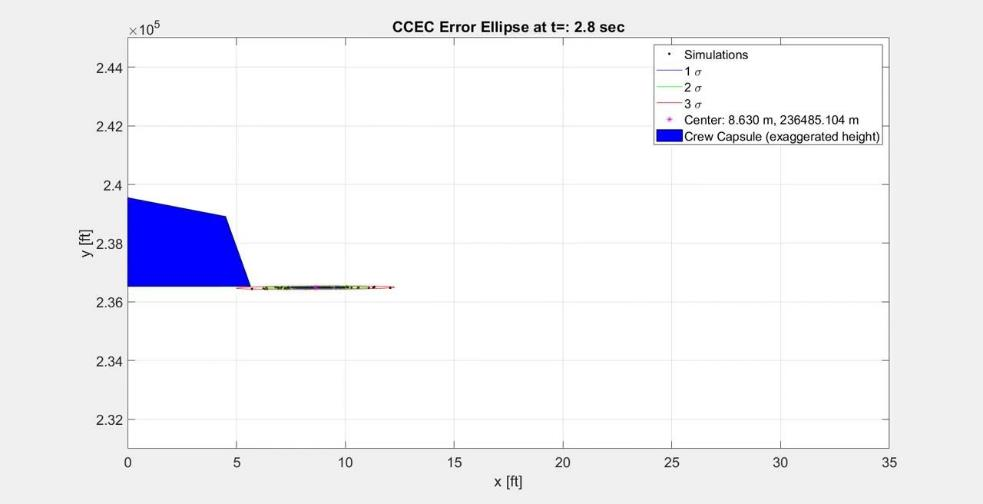 CCEC Error Ellipse at t=: 2.8 sec
×10⁵
2.44
2.42
2.4
2.38
2.36
2.34
2.32
y [ft]
0 5 10 15 20 25 30 35
x [ft]
Simulations
1 σ
2 σ
3 σ
Center: 8.630 m, 236485.104 m
Crew Capsule (exaggerated height)